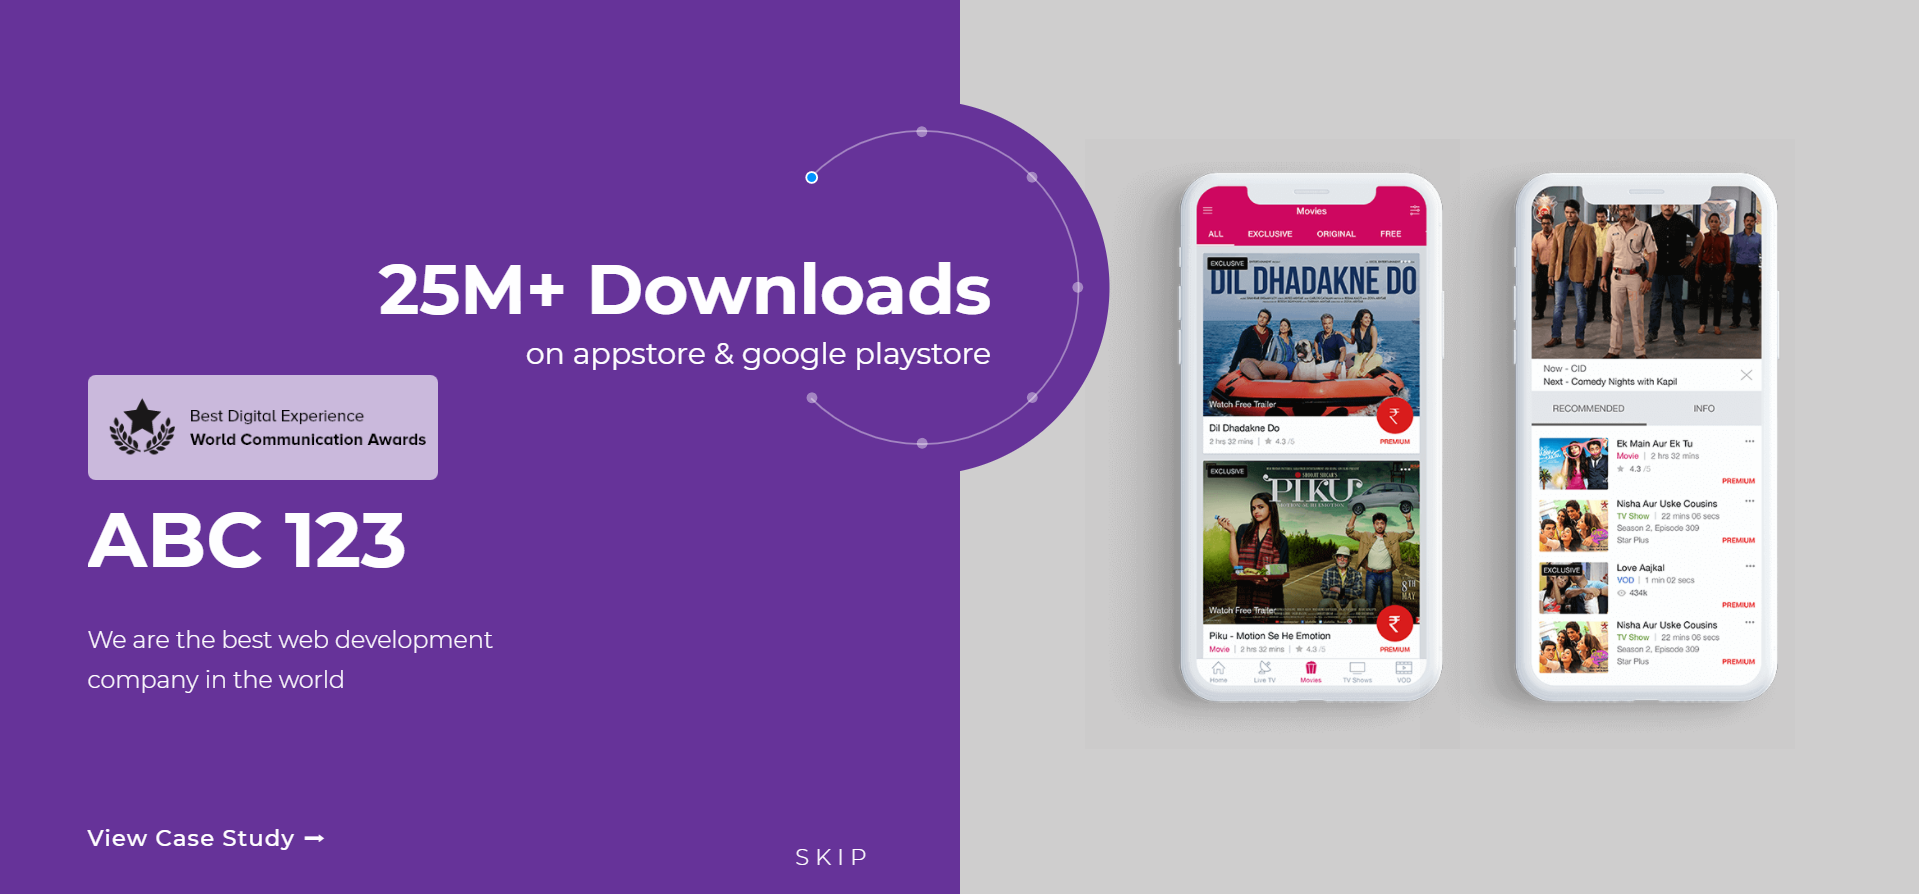 25M+ Downloads
on appstore & google playstore
Best Digital Experience
World Communication Awards
ABC 123
We are the best web development
company in the world
View Case Study
SKIP
Movies
ALL EXCLUSIVE ORIGINAL FREE
EXCLUSIVE
DIL DHADAKNE DO
Watch Free Trailer
Dil Dhadakne Do
2 hrs 32 mins | 4.3 /5
PREMIUM
EXCLUSIVE
PIKU
MOTION SE HI EMOTION
8TH
MAY
Watch Free Trailer
Piku - Motion Se He Emotion
Movie | 2 hrs 32 mins | 4.3 /5
PREMIUM
Home Live TV Movies TV Shows VOD
Now - CID
Next - Comedy Nights with Kapil
RECOMMENDED INFO
Ek Main Aur Ek Tu
Movie | 2 hrs 32 mins
4.3 /5
PREMIUM
Nisha Aur Uske Cousins
TV Show | 22 mins 06 secs
Season 2, Episode 309
Star Plus
PREMIUM
EXCLUSIVE
Love Aajkal
VOD | 1 min 02 secs
434k
PREMIUM
Nisha Aur Uske Cousins
TV Show | 22 mins 06 secs
Season 2, Episode 309
Star Plus
PREMIUM